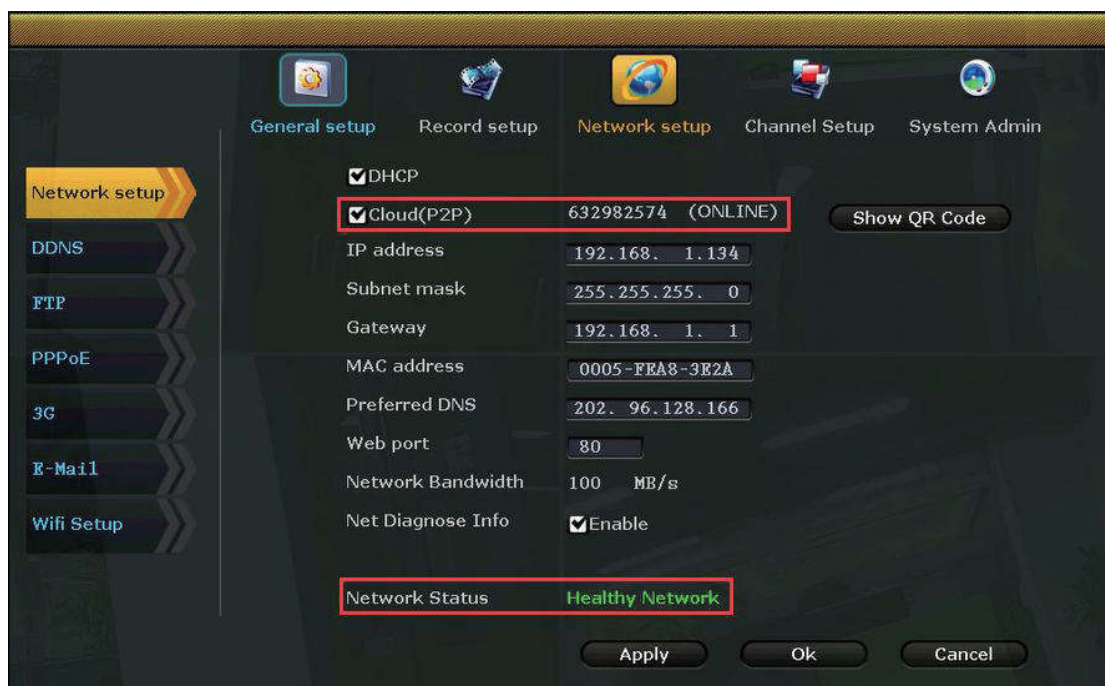 General setup Record setup Network setup Channel Setup System Admin
Network setup
DDNS
FTP
PPPoE
3G
E-Mail
Wifi Setup
DHCP
Cloud(P2P) 632982574 (ONLINE) Show QR Code
IP address 192.168. 1.134
Subnet mask 255.255.255. 0
Gateway 192.168. 1. 1
MAC address 0005-FEA8-3E2A
Preferred DNS 202. 96.128.166
Web port 80
Network Bandwidth 100 MB/s
Net Diagnose Info Enable
Network Status Healthy Network
Apply Ok Cancel